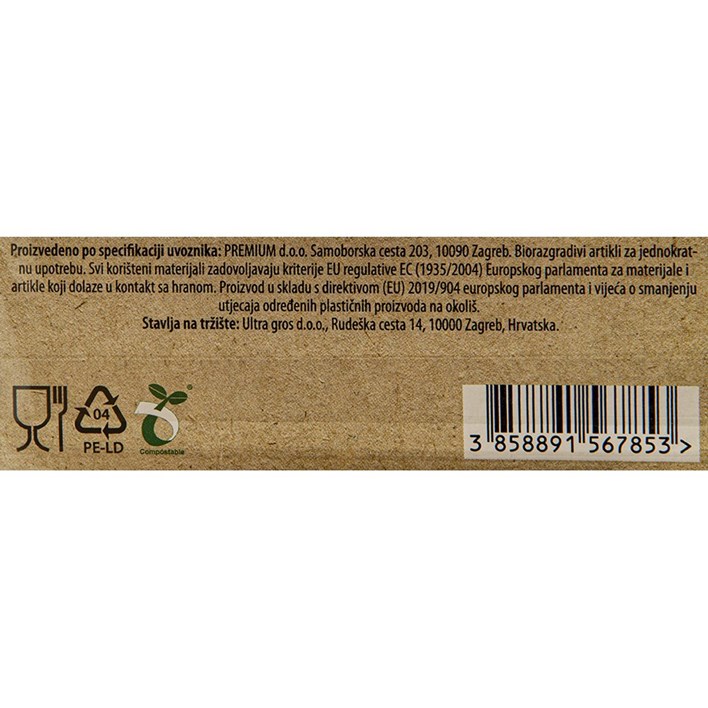 Proizvedeno po specifikaciji uvoznika: PREMIUM d.o.o. Samoborska cesta 203, 10090 Zagreb. Biorazgradivi artikli za jednokrat-
nu upotrebu. Svi korišteni materijali zadovoljavaju kriterije EU regulative EC (1935/2004) Europskog parlamenta za materijale i
artikle koji dolaze u kontakt sa hranom. Proizvod u skladu s direktivom (EU) 2019/904 europskog parlamenta i vijeća o smanjenju
utjecaja određenih plastičnih proizvoda na okoliš.
Stavlja na tržište: Ultra gros d.o.o., Rudeška cesta 14, 10000 Zagreb, Hrvatska.
04
PE-LD
Compostable
3 858891 567853 >